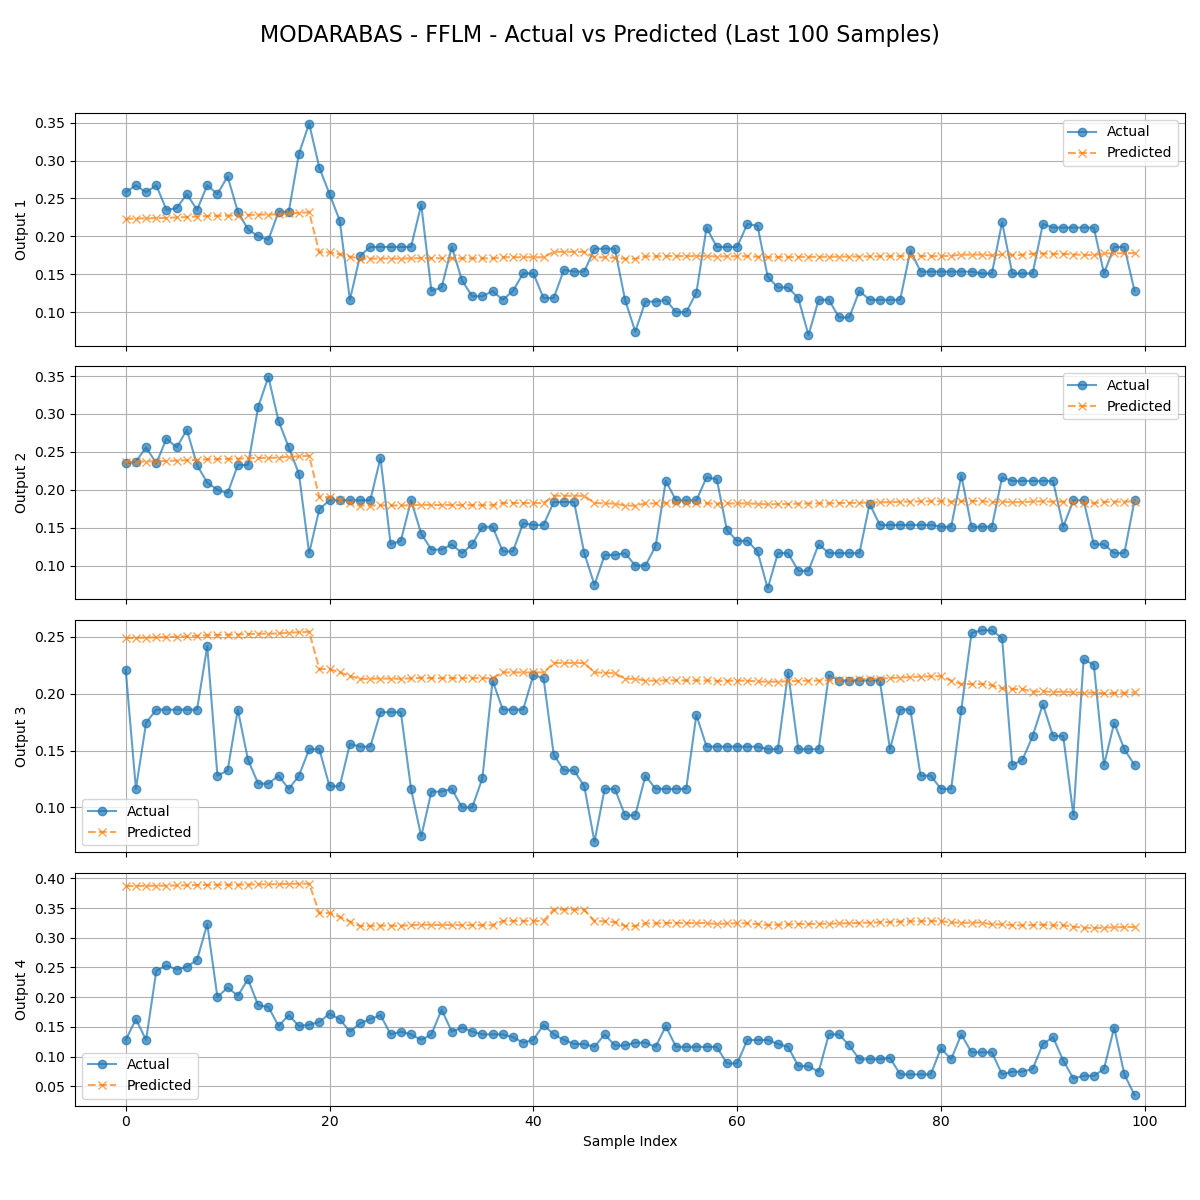 MODARABAS - FFLM - Actual vs Predicted (Last 100 Samples)
Output 1
0.35
0.30
0.25
0.20
0.15
0.10
Actual
Predicted
Output 2
0.35
0.30
0.25
0.20
0.15
0.10
Actual
Predicted
Output 3
0.25
0.20
0.15
0.10
Actual
Predicted
Output 4
0.40
0.35
0.30
0.25
0.20
0.15
0.10
0.05
Actual
Predicted
0 20 40 60 80 100
Sample Index